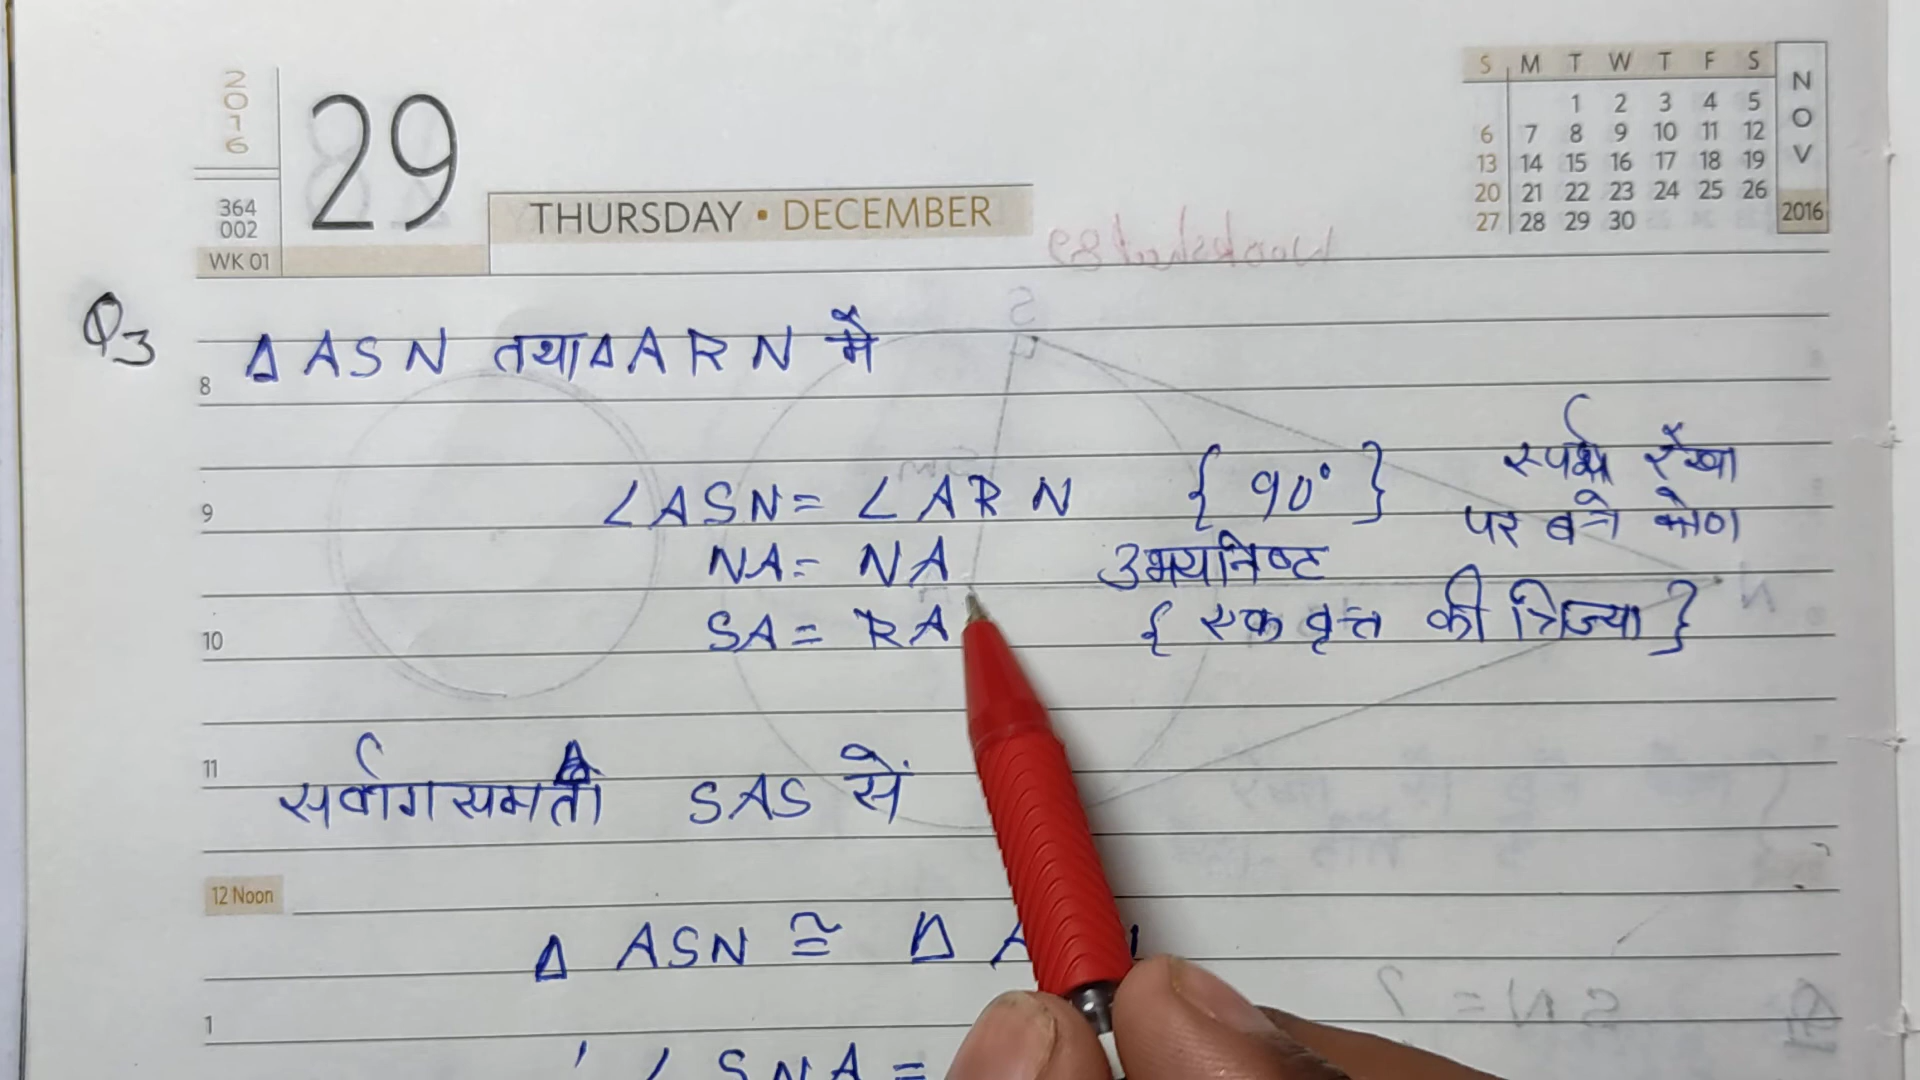 2016
29
364
002
WK 01
THURSDAY • DECEMBER
S M T W T F S
1 2 3 4 5
6 7 8 9 10 11 12
13 14 15 16 17 18 19
20 21 22 23 24 25 26
27 28 29 30
NOV
2016
Q3
Δ ASN तथा Δ ARN में
8
∠ASN = ∠ARN { 90° } स्पर्श रेखा
पर बने कोण
9
NA = NA उभयनिष्ट
SA = RA { एक वृत्त की त्रिज्या }
10
11
सर्वागसमता SAS सें
12 Noon
Δ ASN ≅ Δ A
1
∠ SNA =